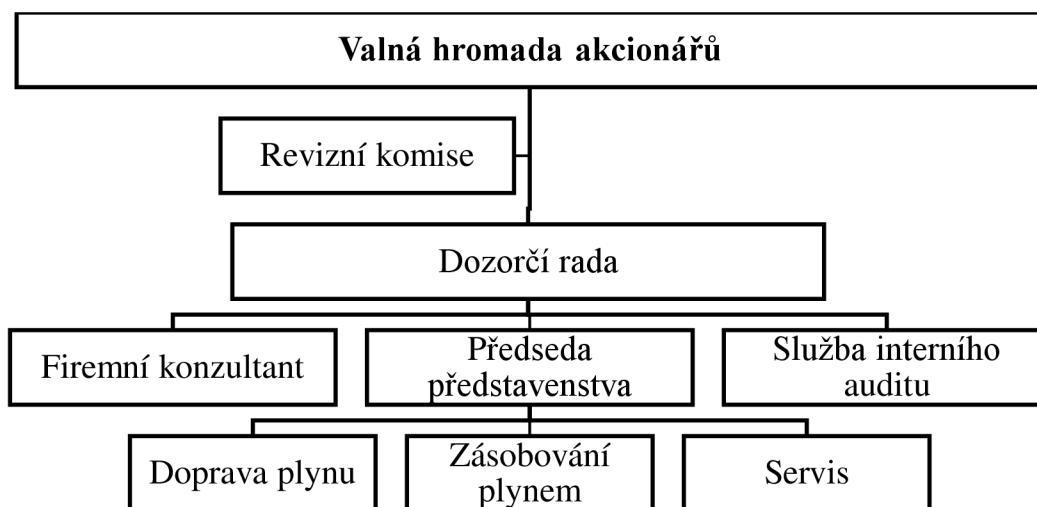 Valná hromada akcionářů
Revizní komise
Dozorčí rada
Firemní konzultant
Předseda
představenstva
Služba interního
auditu
Doprava plynu
Zásobování
plynem
Servis